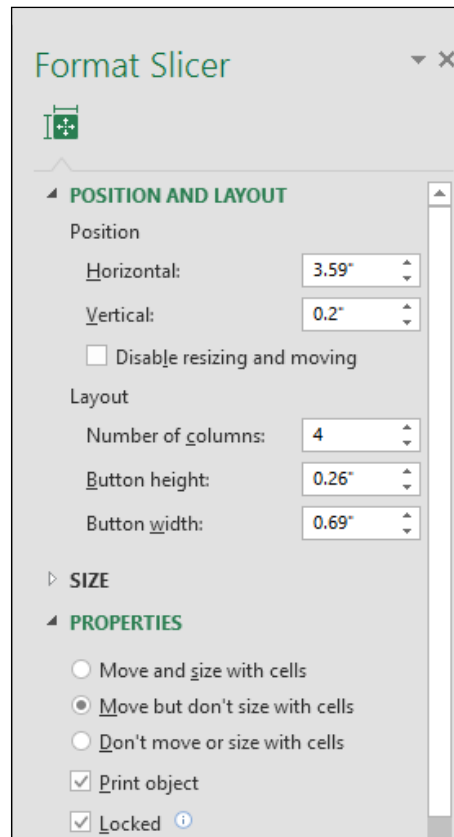 Format Slicer
POSITION AND LAYOUT
Position
Horizontal: 3.59"
Vertical: 0.2"
Disable resizing and moving
Layout
Number of columns: 4
Button height: 0.26"
Button width: 0.69"
SIZE
PROPERTIES
Move and size with cells
Move but don't size with cells
Don't move or size with cells
Print object
Locked